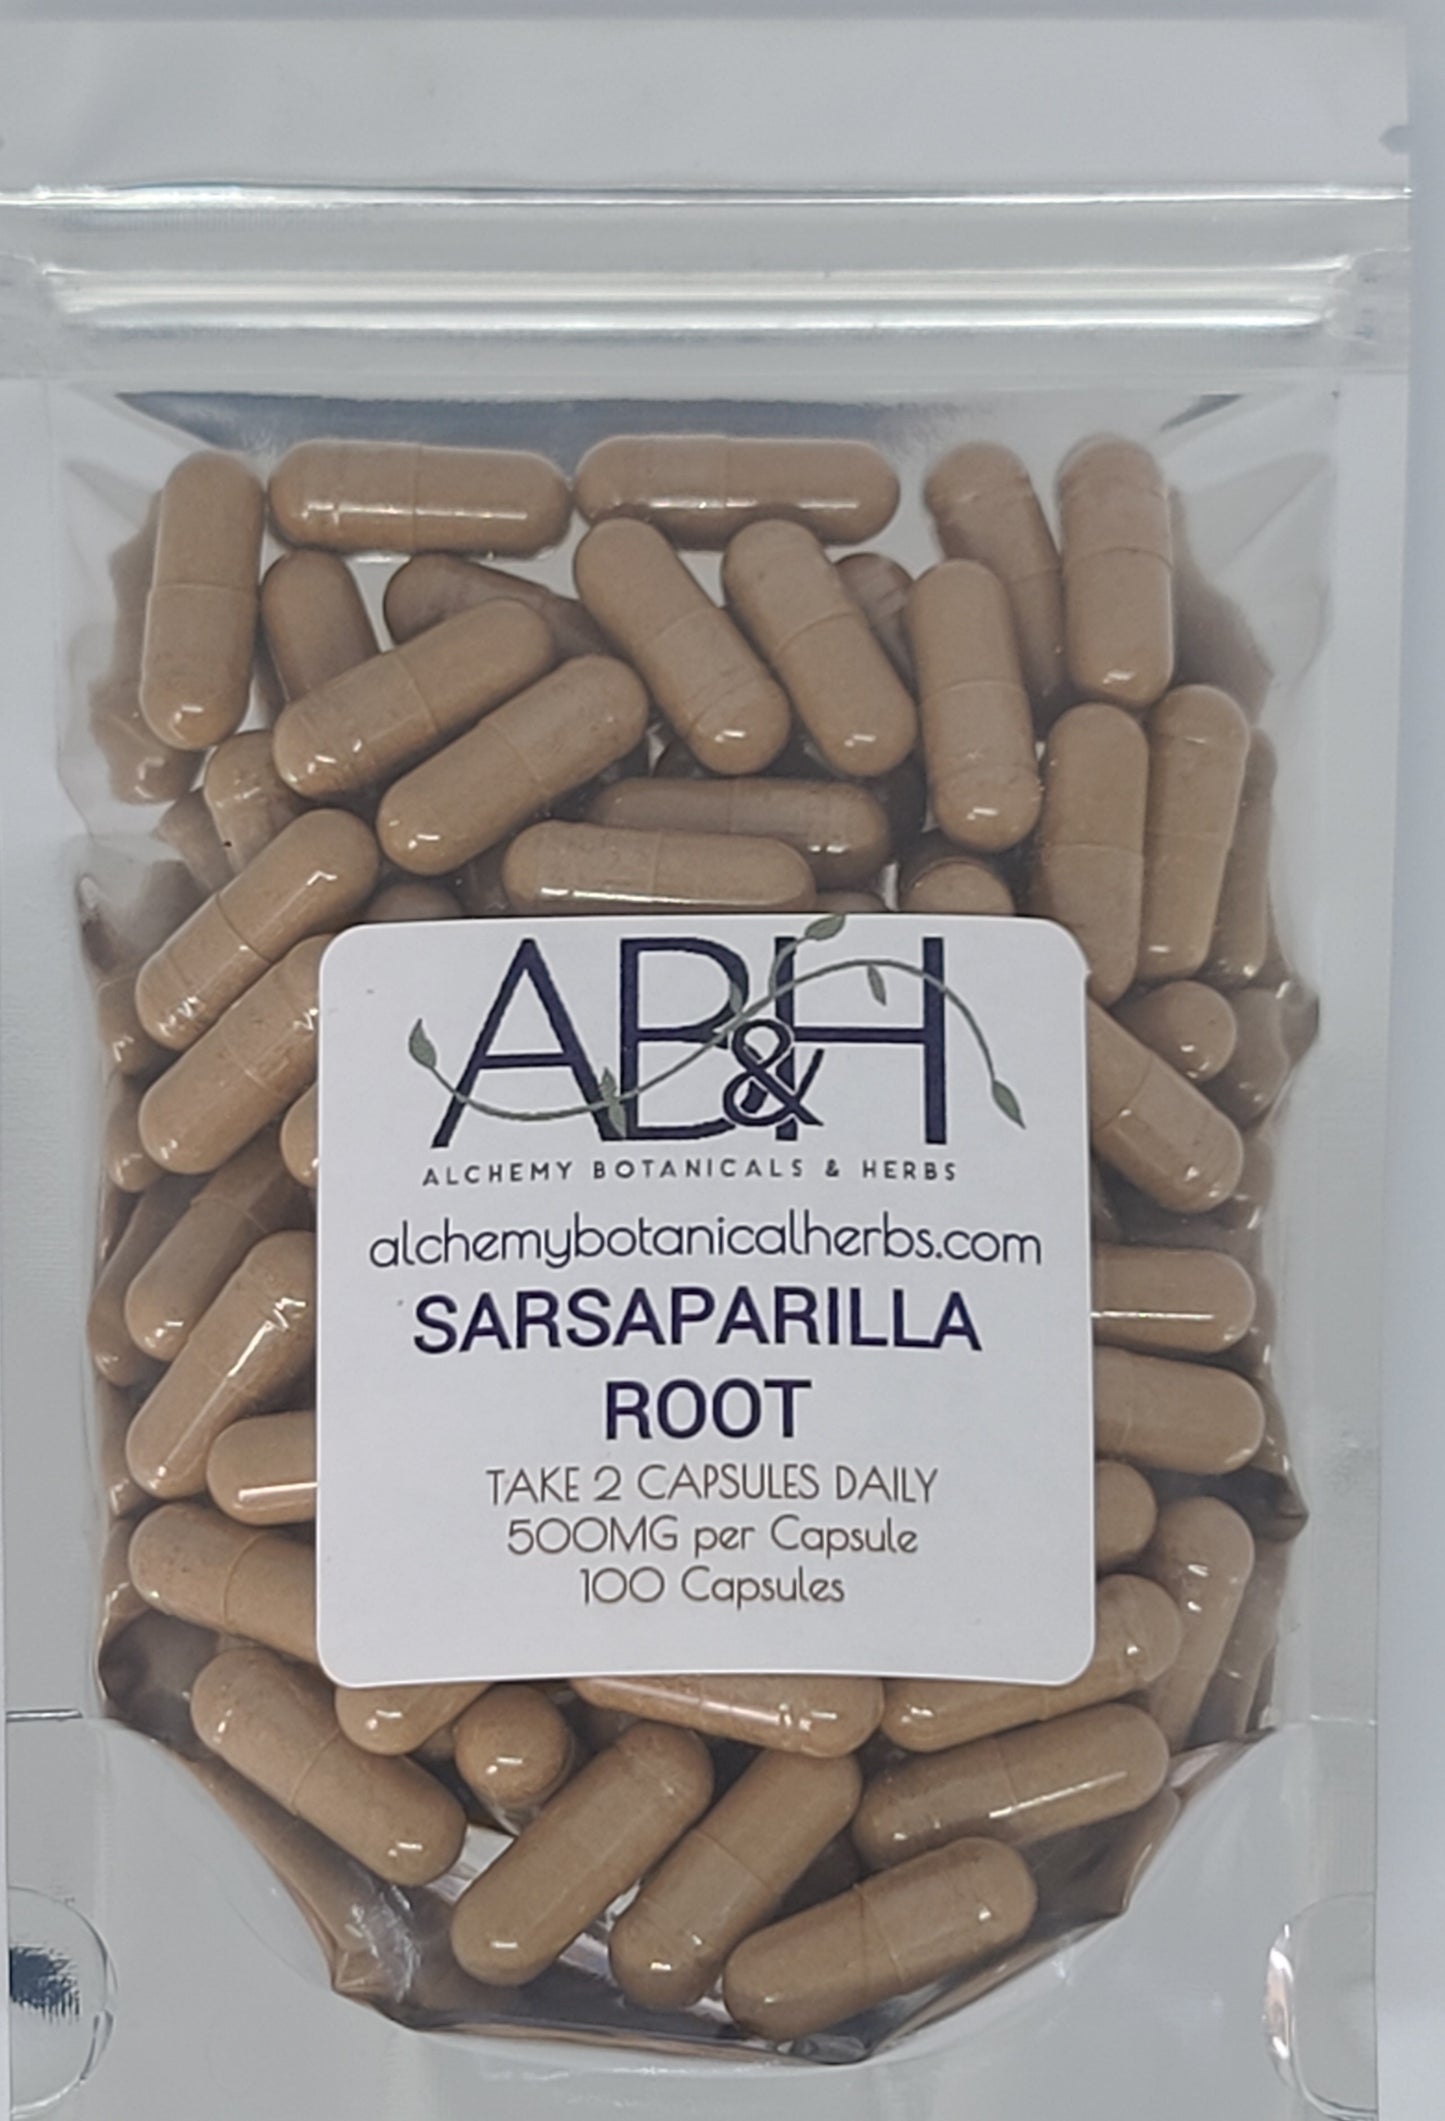 AB&H
ALCHEMY BOTANICALS & HERBS
alchemybotanicalherbs.com
SARSAPARILLA
ROOT
TAKE 2 CAPSULES DAILY
500MG per Capsule
100 Capsules